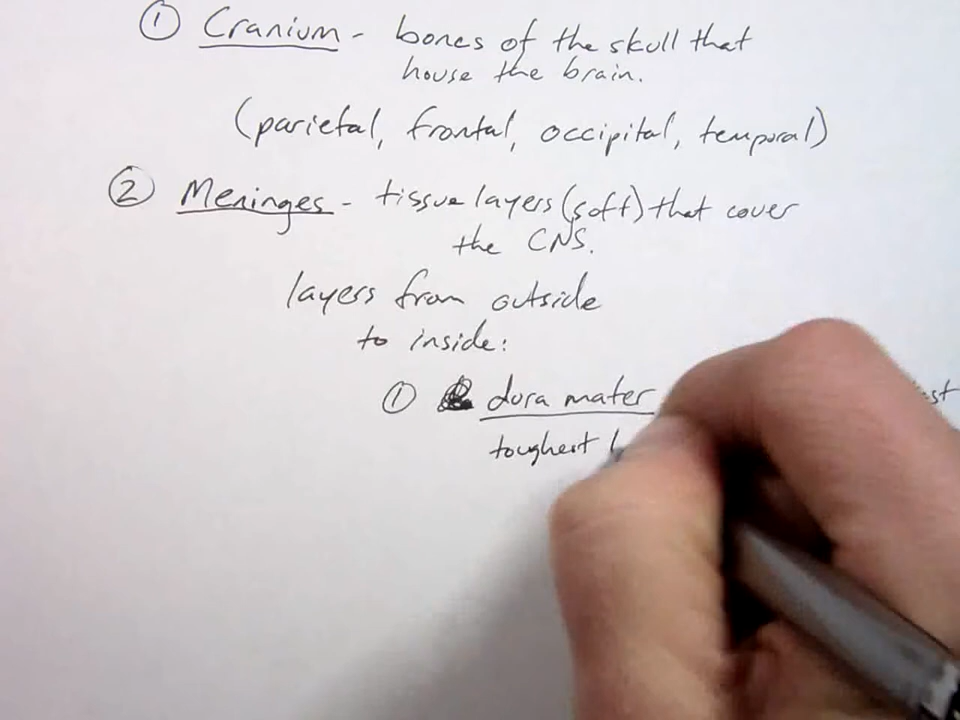 ① Cranium - bones of the skull that
house the brain.
(parietal, frontal, occipital, temporal)
② Meninges - tissue layers (soft) that cover
the CNS.
layers from outside
to inside:
① dura mater
toughest